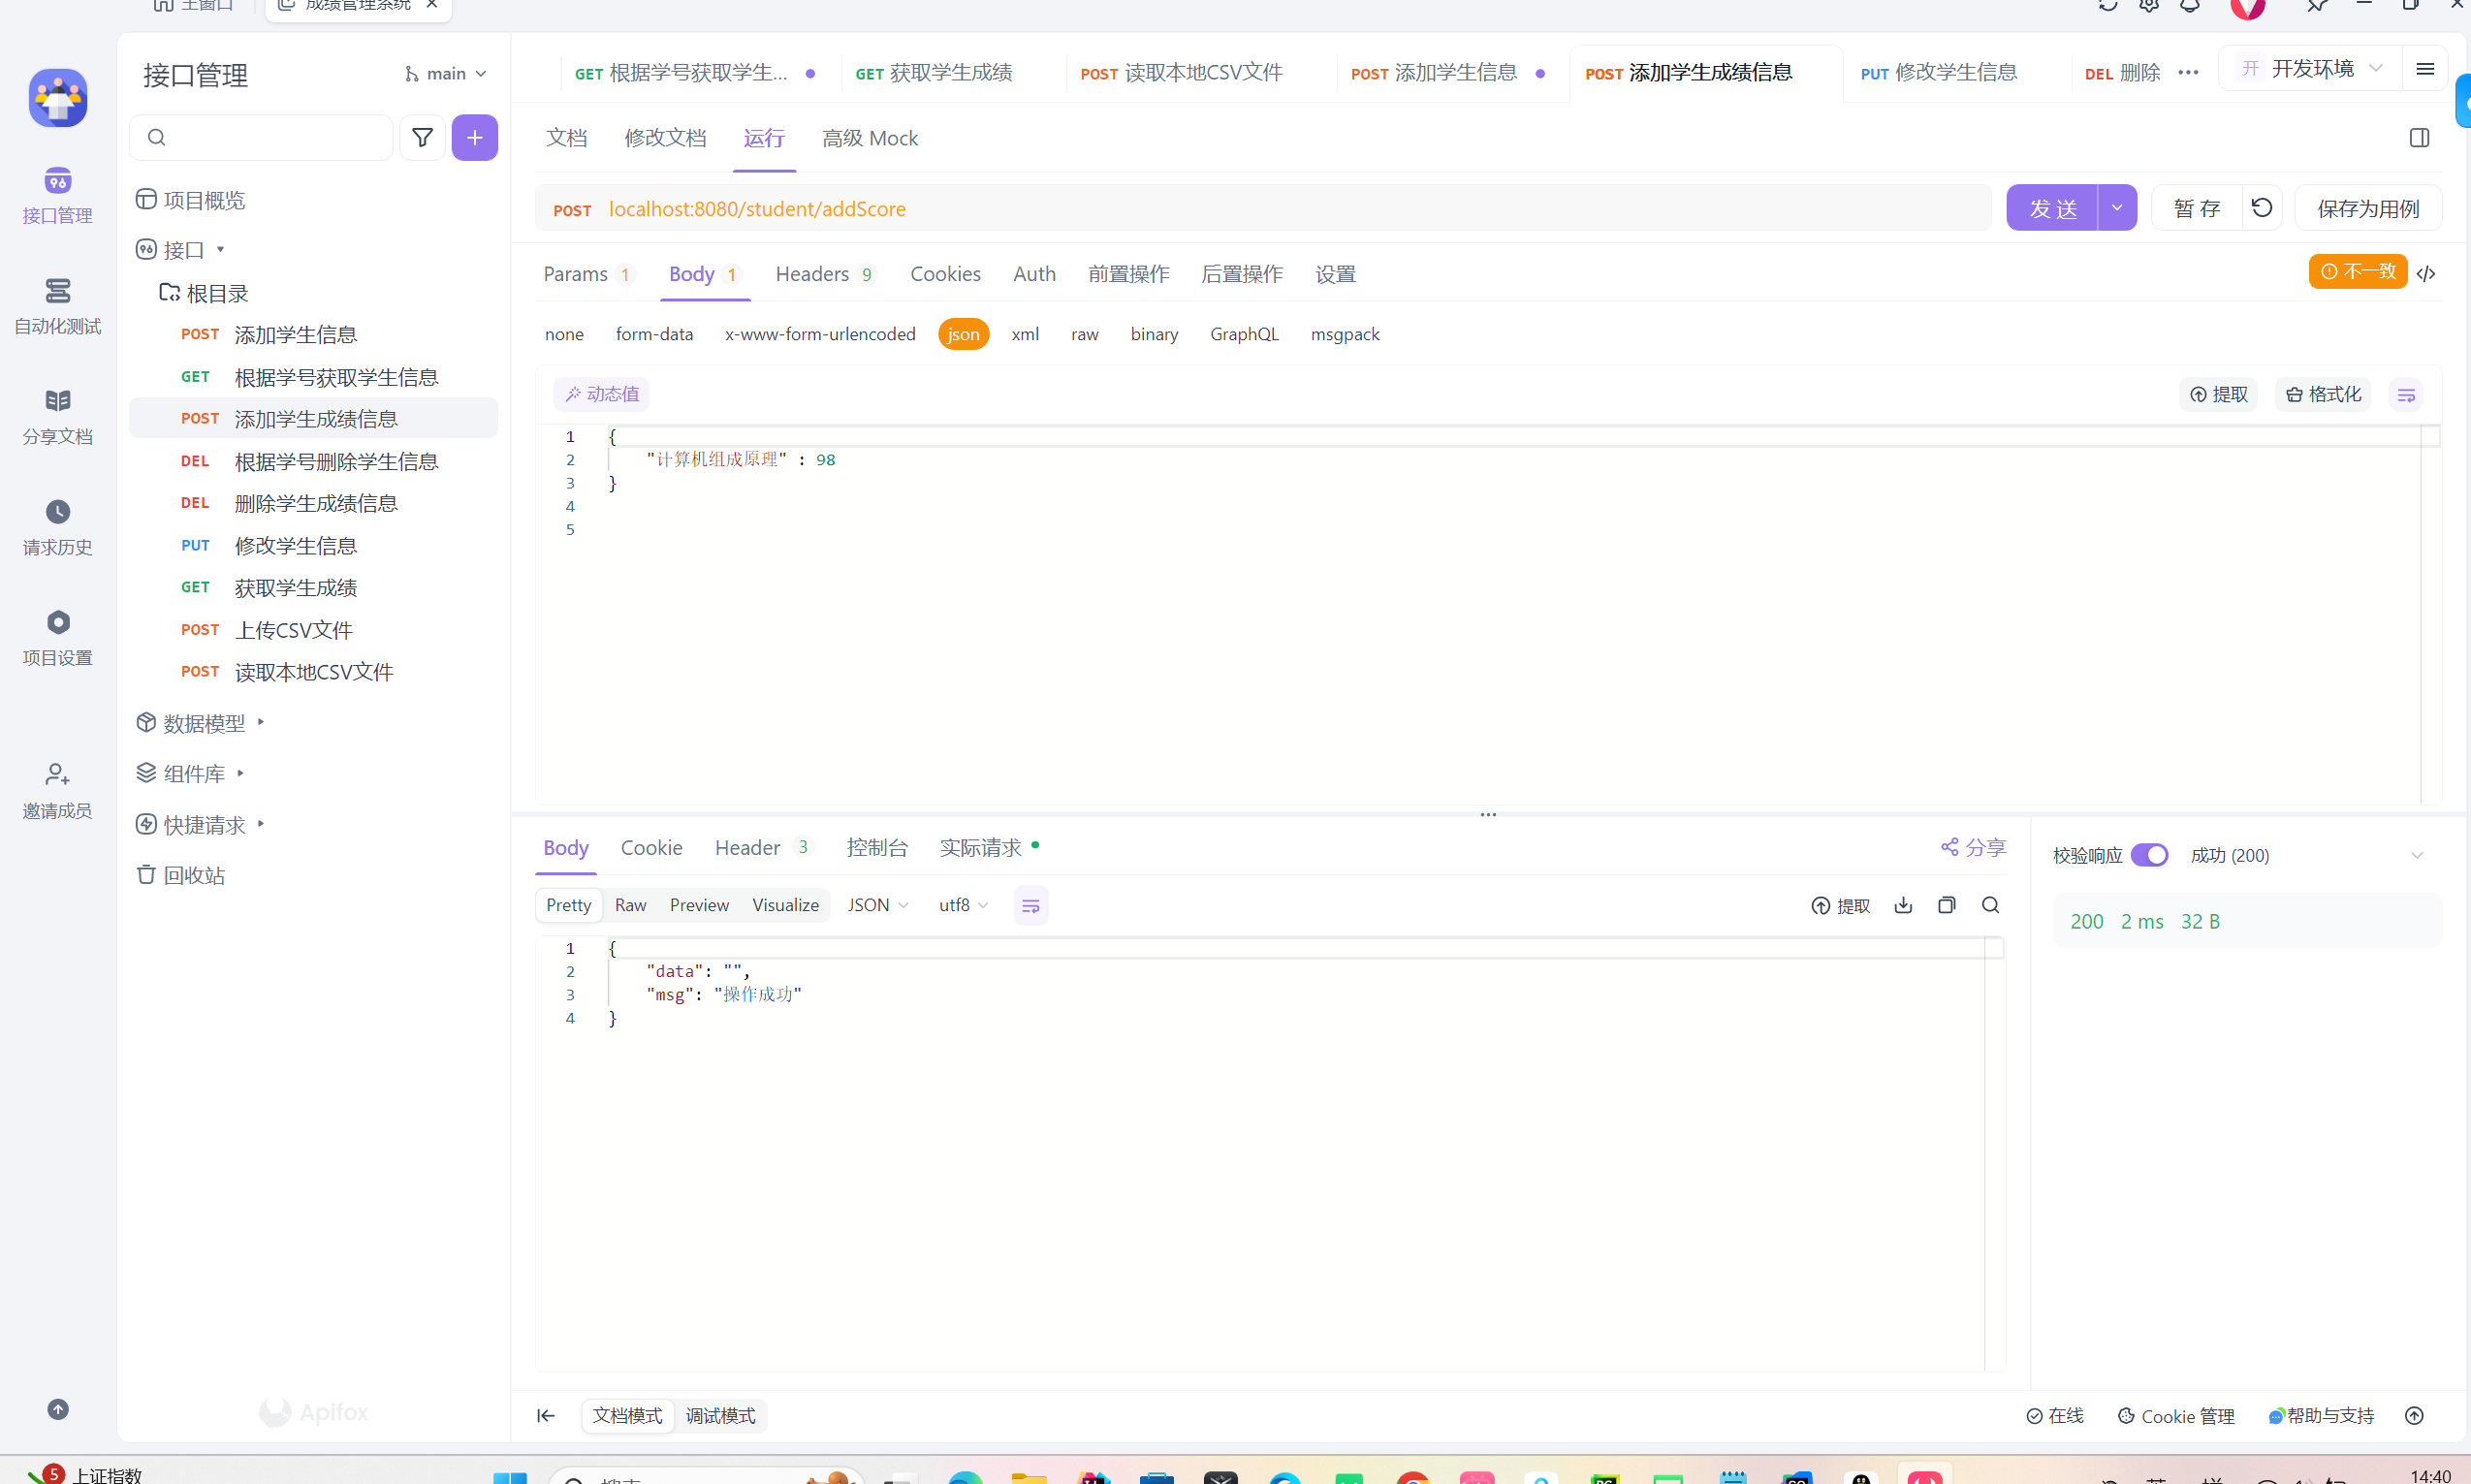 主窗口
成绩管理系统
接口管理
main
GET 根据学号获取学生...
GET 获取学生成绩
POST 读取本地CSV文件
POST 添加学生信息
POST 添加学生成绩信息
PUT 修改学生信息
DEL 删除
开 开发环境
接口管理
自动化测试
分享文档
请求历史
项目设置
邀请成员
项目概览
接口
根目录
POST 添加学生信息
GET 根据学号获取学生信息
POST 添加学生成绩信息
DEL 根据学号删除学生信息
DEL 删除学生成绩信息
PUT 修改学生信息
GET 获取学生成绩
POST 上传CSV文件
POST 读取本地CSV文件
数据模型
组件库
快捷请求
回收站
Apifox
文档 修改文档 运行 高级 Mock
POST localhost:8080/student/addScore
发 送
暂 存
保存为用例
Params 1 Body 1 Headers 9 Cookies Auth 前置操作 后置操作 设置
不一致
none form-data x-www-form-urlencoded json xml raw binary GraphQL msgpack
动态值
提取
格式化
1 {
2 "计算机组成原理" : 98
3 }
4
5
Body Cookie Header 3 控制台 实际请求
分享
Pretty Raw Preview Visualize JSON utf8
提取
1 {
2 "data": "",
3 "msg": "操作成功"
4 }
校验响应 成功 (200)
200 2 ms 32 B
文档模式 调试模式
在线
Cookie 管理
帮助与支持
5 上证指数
14:40